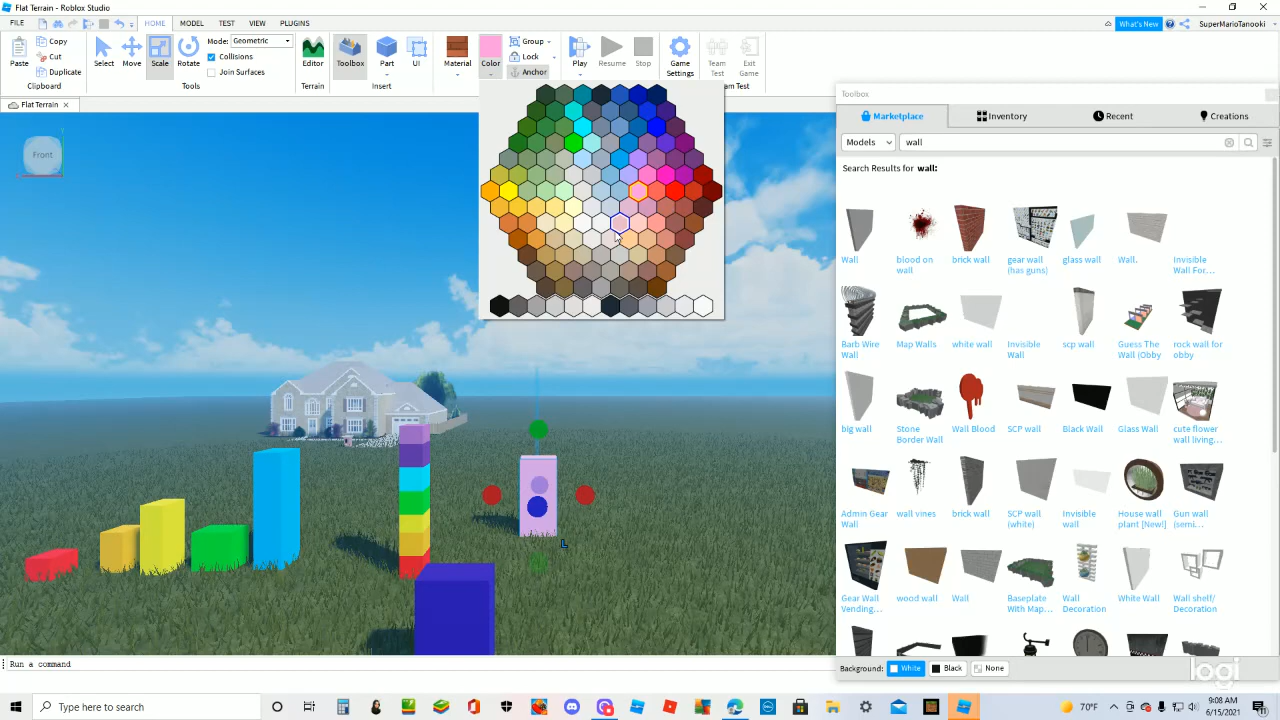 Flat Terrain - Roblox Studio
FILE HOME MODEL TEST VIEW PLUGINS
What's New SuperMarioTanooki
Paste Copy Cut Duplicate Clipboard
Select Move Scale Rotate Mode: Geometric Collisions Join Surfaces Tools
Editor Terrain
Toolbox Part UI Insert
Material Color Group Lock Anchor
Play Resume Stop
Game Settings
Team Test Exit Game
Team Test
Flat Terrain
Front
Toolbox
Marketplace Inventory Recent Creations
Models wall
Search Results for wall:
Wall
blood on wall
brick wall
gear wall (has guns)
glass wall
Wall.
Invisible Wall For...
Barb Wire Wall
Map Walls
white wall
Invisible Wall
scp wall
Guess The Wall (Obby
rock wall for obby
big wall
Stone Border Wall
Wall Blood
SCP wall
Black Wall
Glass Wall
cute flower wall living...
Admin Gear Wall
wall vines
brick wall
SCP wall (white)
Invisible wall
House wall plant [New!]
Gun wall (semi...
Gear Wall Vending...
wood wall
Wall
Baseplate With Map...
Wall Decoration
White Wall
Wall shelf/ Decoration
Background: White Black None
logi
Run a command
Type here to search
70°F
9:08 AM
6/15/2021